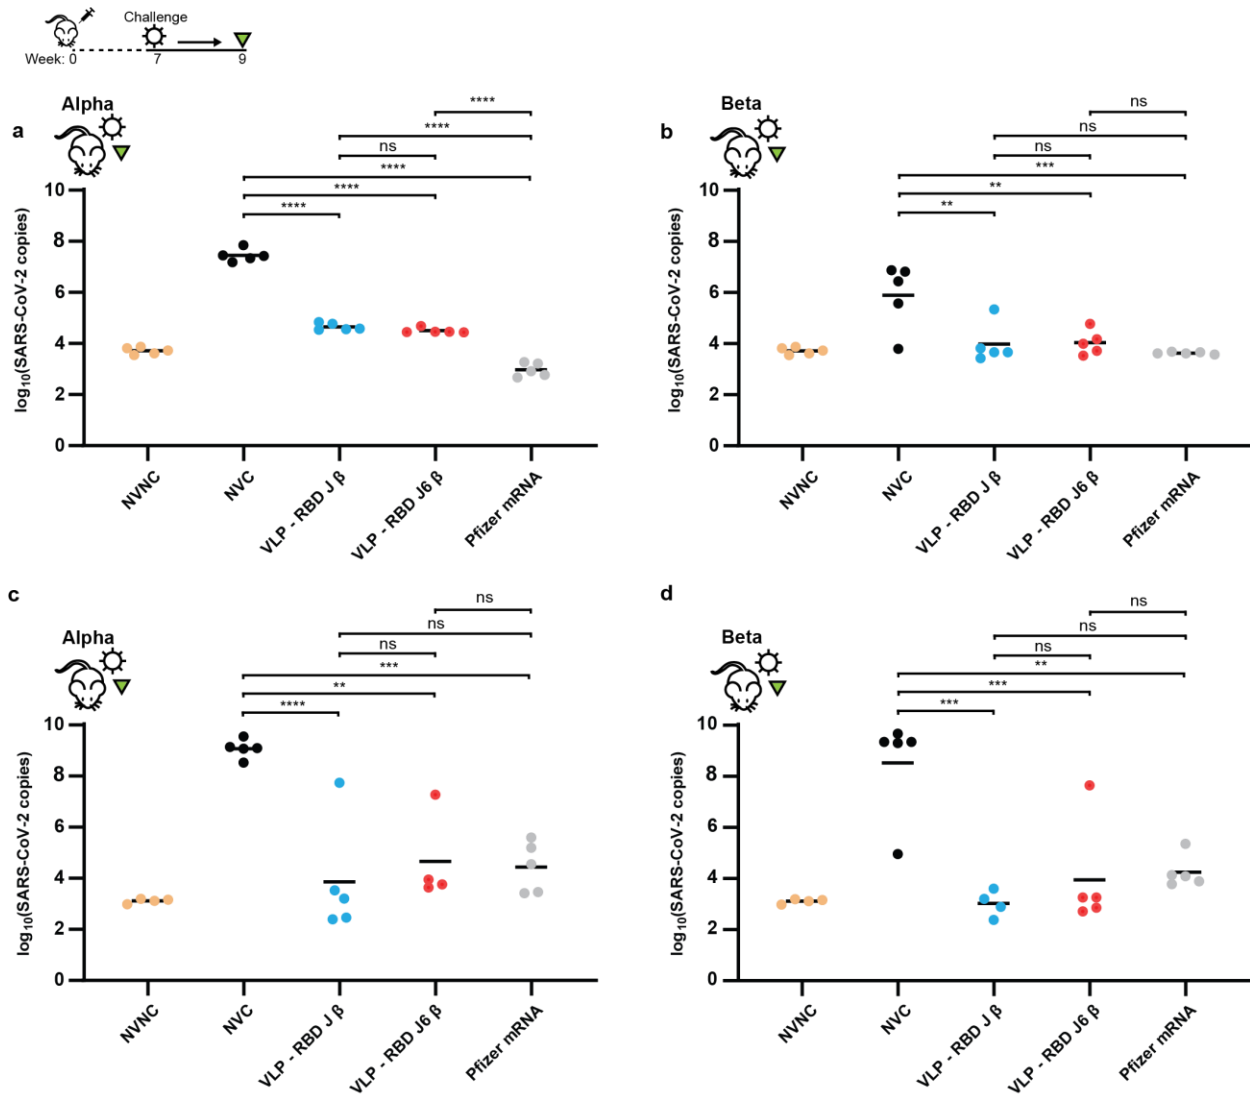 Challenge
Week: 0 7 9
a
Alpha
****
****
ns
****
****
****
log10(SARS-CoV-2 copies)
10
8
6
4
2
0
NVNC
NVC
VLP - RBD J β
VLP - RBD J6 β
Pfizer mRNA
b
Beta
ns
ns
ns
***
**
**
log10(SARS-CoV-2 copies)
10
8
6
4
2
0
NVNC
NVC
VLP - RBD J β
VLP - RBD J6 β
Pfizer mRNA
c
Alpha
ns
ns
ns
***
**
****
log10(SARS-CoV-2 copies)
10
8
6
4
2
0
NVNC
NVC
VLP - RBD J β
VLP - RBD J6 β
Pfizer mRNA
d
Beta
ns
ns
ns
**
***
***
log10(SARS-CoV-2 copies)
10
8
6
4
2
0
NVNC
NVC
VLP - RBD J β
VLP - RBD J6 β
Pfizer mRNA